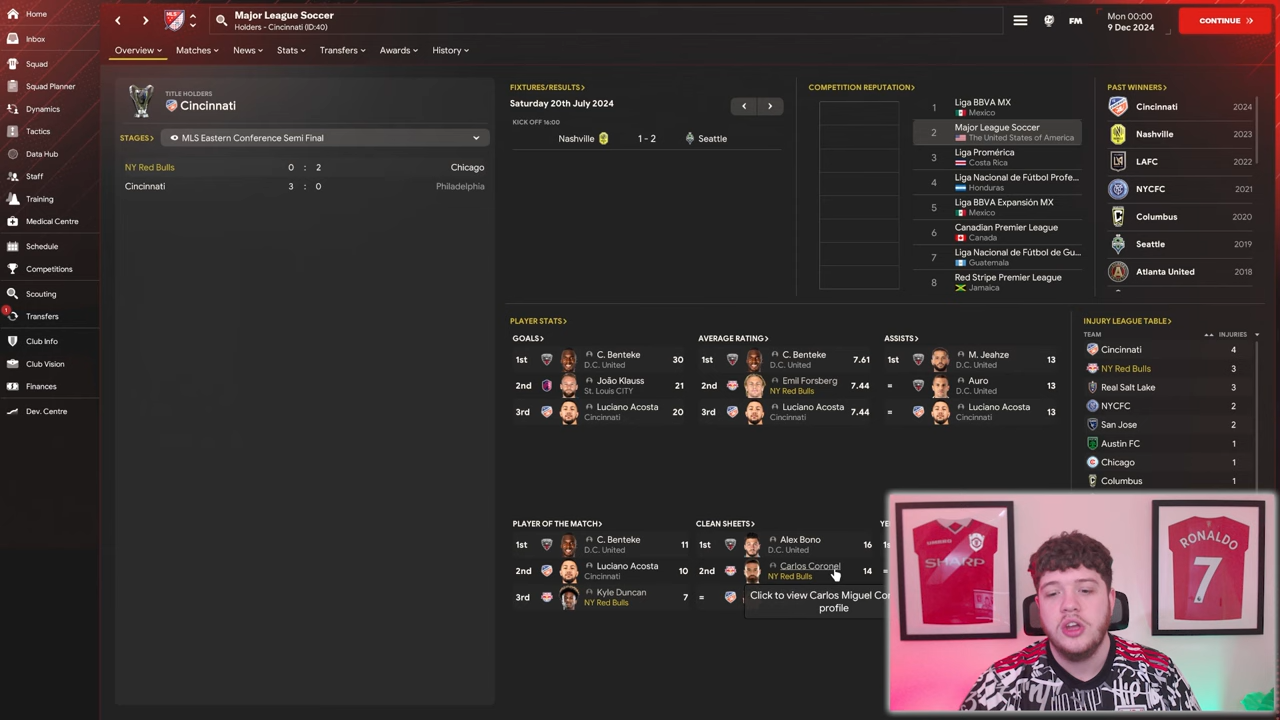 Home
Inbox
Squad
Squad Planner
Dynamics
Tactics
Data Hub
Staff
Training
Medical Centre
Schedule
Competitions
Scouting
1
Transfers
Club Info
Club Vision
Finances
Dev. Centre
Major League Soccer
Holders - Cincinnati (ID:40)
FM
Mon 00:00
9 Dec 2024
CONTINUE
Overview
Matches
News
Stats
Transfers
Awards
History
TITLE HOLDERS
Cincinnati
STAGES
MLS Eastern Conference Semi Final
NY Red Bulls 0 : 2 Chicago
Cincinnati 3 : 0 Philadelphia
FIXTURES/RESULTS
Saturday 20th July 2024
KICK OFF 16:00
Nashville 1 - 2 Seattle
COMPETITION REPUTATION
1 Liga BBVA MX
Mexico
2 Major League Soccer
The United States of America
3 Liga Promérica
Costa Rica
4 Liga Nacional de Fútbol Profe...
Honduras
5 Liga BBVA Expansión MX
Mexico
6 Canadian Premier League
Canada
7 Liga Nacional de Fútbol de Gu...
Guatemala
8 Red Stripe Premier League
Jamaica
PAST WINNERS
Cincinnati 2024
Nashville 2023
LAFC 2022
NYCFC 2021
Columbus 2020
Seattle 2019
Atlanta United 2018
PLAYER STATS
GOALS
1st C. Benteke 30
D.C. United
2nd João Klauss 21
St. Louis CITY
3rd Luciano Acosta 20
Cincinnati
AVERAGE RATING
1st C. Benteke 7.61
D.C. United
2nd Emil Forsberg 7.44
NY Red Bulls
3rd Luciano Acosta 7.44
Cincinnati
ASSISTS
1st M. Jeahze 13
D.C. United
= Auro 13
D.C. United
= Luciano Acosta 13
Cincinnati
INJURY LEAGUE TABLE
TEAM INJURIES
Cincinnati 4
NY Red Bulls 3
Real Salt Lake 3
NYCFC 2
San Jose 2
Austin FC 1
Chicago 1
Columbus 1
PLAYER OF THE MATCH
1st C. Benteke 11
D.C. United
2nd Luciano Acosta 10
Cincinnati
3rd Kyle Duncan 7
NY Red Bulls
CLEAN SHEETS
1st Alex Bono 16
D.C. United
2nd Carlos Coronel 14
NY Red Bulls
=
Click to view Carlos Miguel Cor
profile
SHARP
RONALDO
7